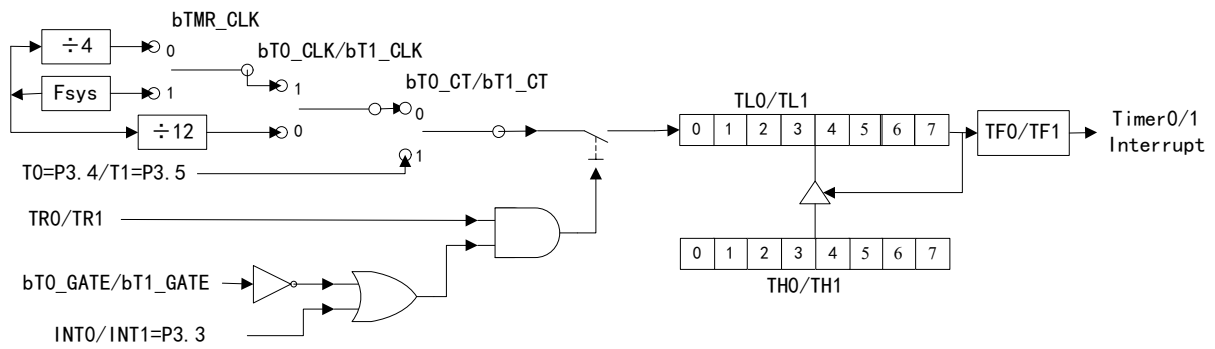 bTMR_CLK
÷4
0
bT0_CLK/bT1_CLK
Fsys
1
1
bT0_CT/bT1_CT
÷12
0
0
1
T0=P3.4/T1=P3.5
TL0/TL1
0 1 2 3 4 5 6 7
TF0/TF1
Timer0/1
Interrupt
TR0/TR1
0 1 2 3 4 5 6 7
TH0/TH1
bT0_GATE/bT1_GATE
INT0/INT1=P3.3